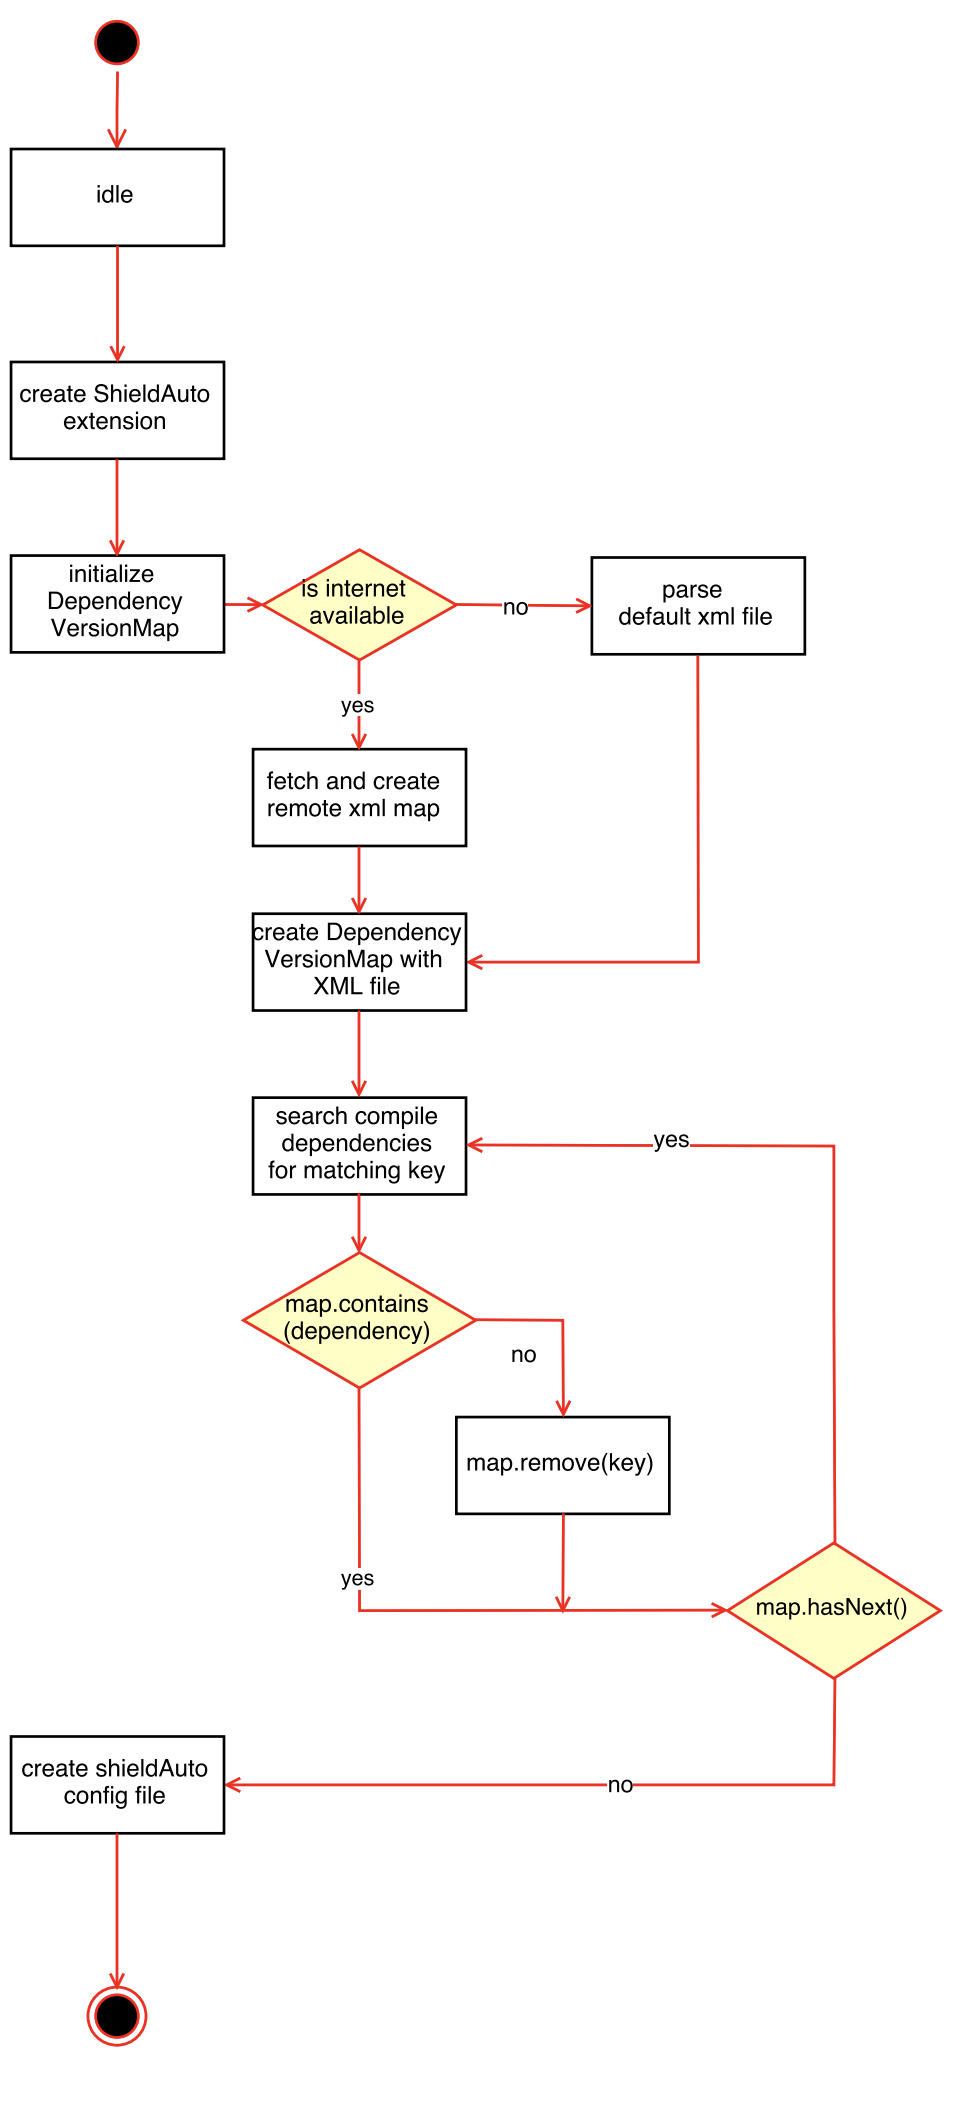 idle
create ShieldAuto
extension
initialize
Dependency
VersionMap
is internet
available
no
parse
default xml file
yes
fetch and create
remote xml map
create Dependency
VersionMap with
XML file
search compile
dependencies
for matching key
yes
map.contains
(dependency)
no
map.remove(key)
yes
map.hasNext()
create shieldAuto
config file
no